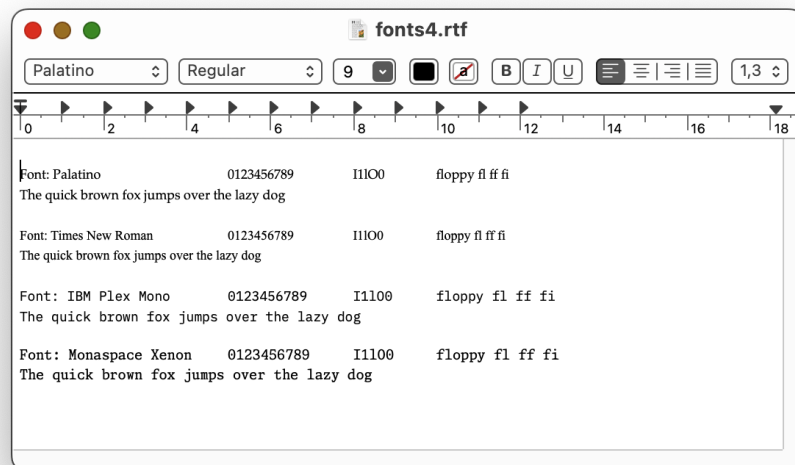 fonts4.rtf
Palatino Regular 9 a B I U 1,3
0 2 4 6 8 10 12 14 16 18
Font: Palatino 0123456789 I1lO0 floppy fl ff fi
The quick brown fox jumps over the lazy dog
Font: Times New Roman 0123456789 I1lO0 floppy fl ff fi
The quick brown fox jumps over the lazy dog
Font: IBM Plex Mono 0123456789 I1lO0 floppy fl ff fi
The quick brown fox jumps over the lazy dog
Font: Monaspace Xenon 0123456789 I1lO0 floppy fl ff fi
The quick brown fox jumps over the lazy dog